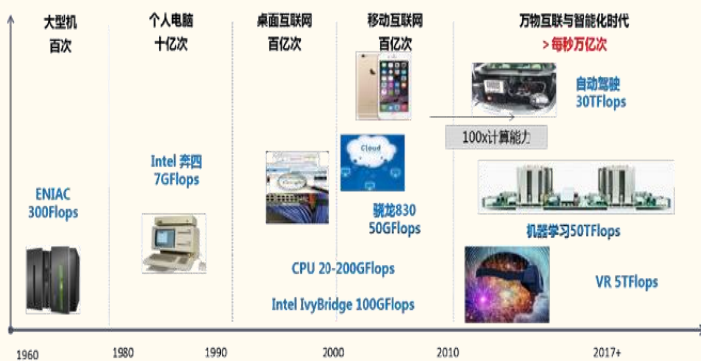 大型机
百次
个人电脑
十亿次
桌面互联网
百亿次
移动互联网
百亿次
万物互联与智能化时代
>每秒万亿次
自动驾驶
30TFlops
100x计算能力
Intel 奔四
7GFlops
Cloud
ENIAC
300Flops
骁龙830
50GFlops
机器学习50TFlops
CPU 20-200GFlops
VR 5TFlops
Intel IvyBridge 100GFlops
1960
1980
1990
2000
2010
2017+